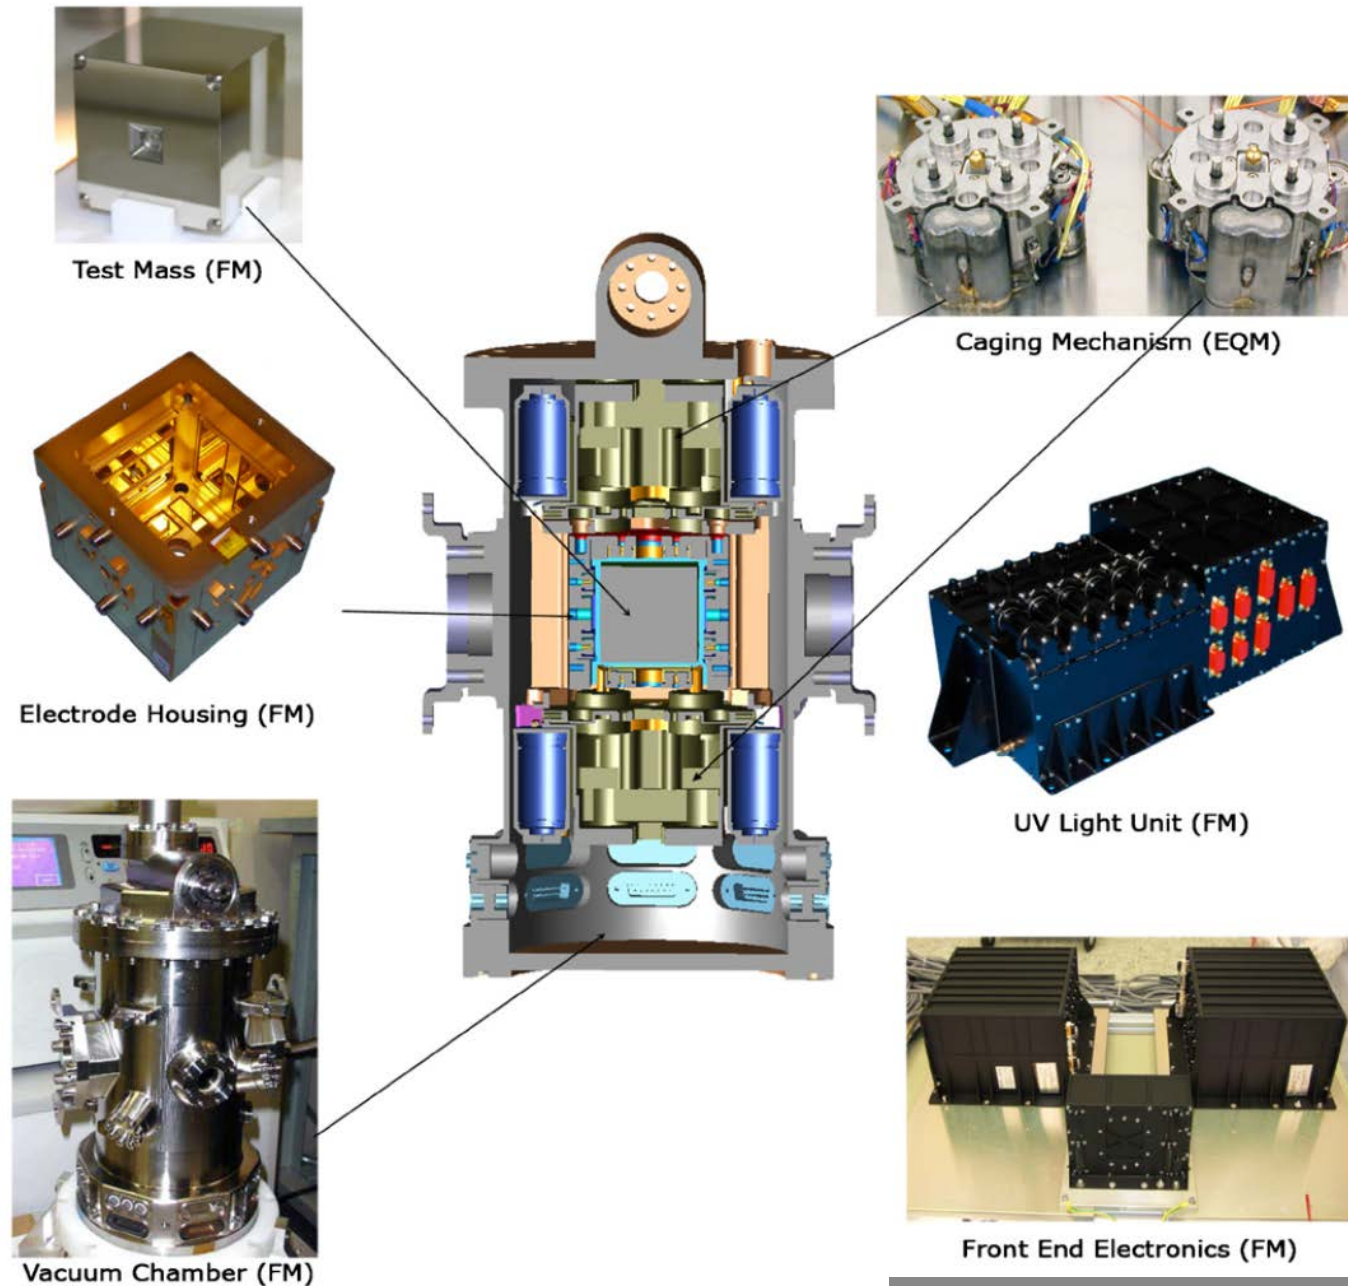 Test Mass (FM)
Caging Mechanism (EQM)
Electrode Housing (FM)
UV Light Unit (FM)
Vacuum Chamber (FM)
Front End Electronics (FM)